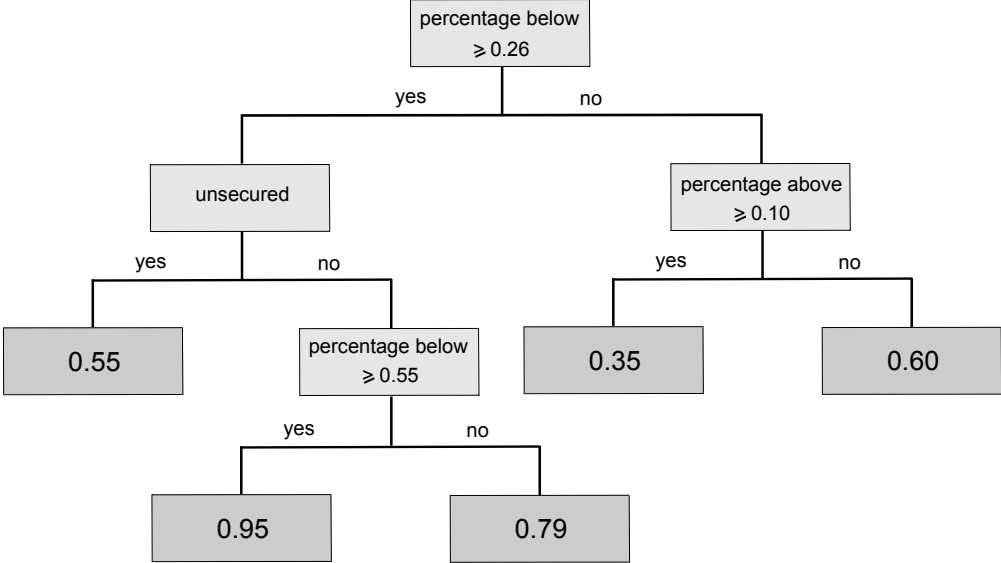 percentage below
⩾ 0.26
yes
no
unsecured
percentage above
⩾ 0.10
yes
no
yes
no
0.55
percentage below
⩾ 0.55
0.35
0.60
yes
no
0.95
0.79